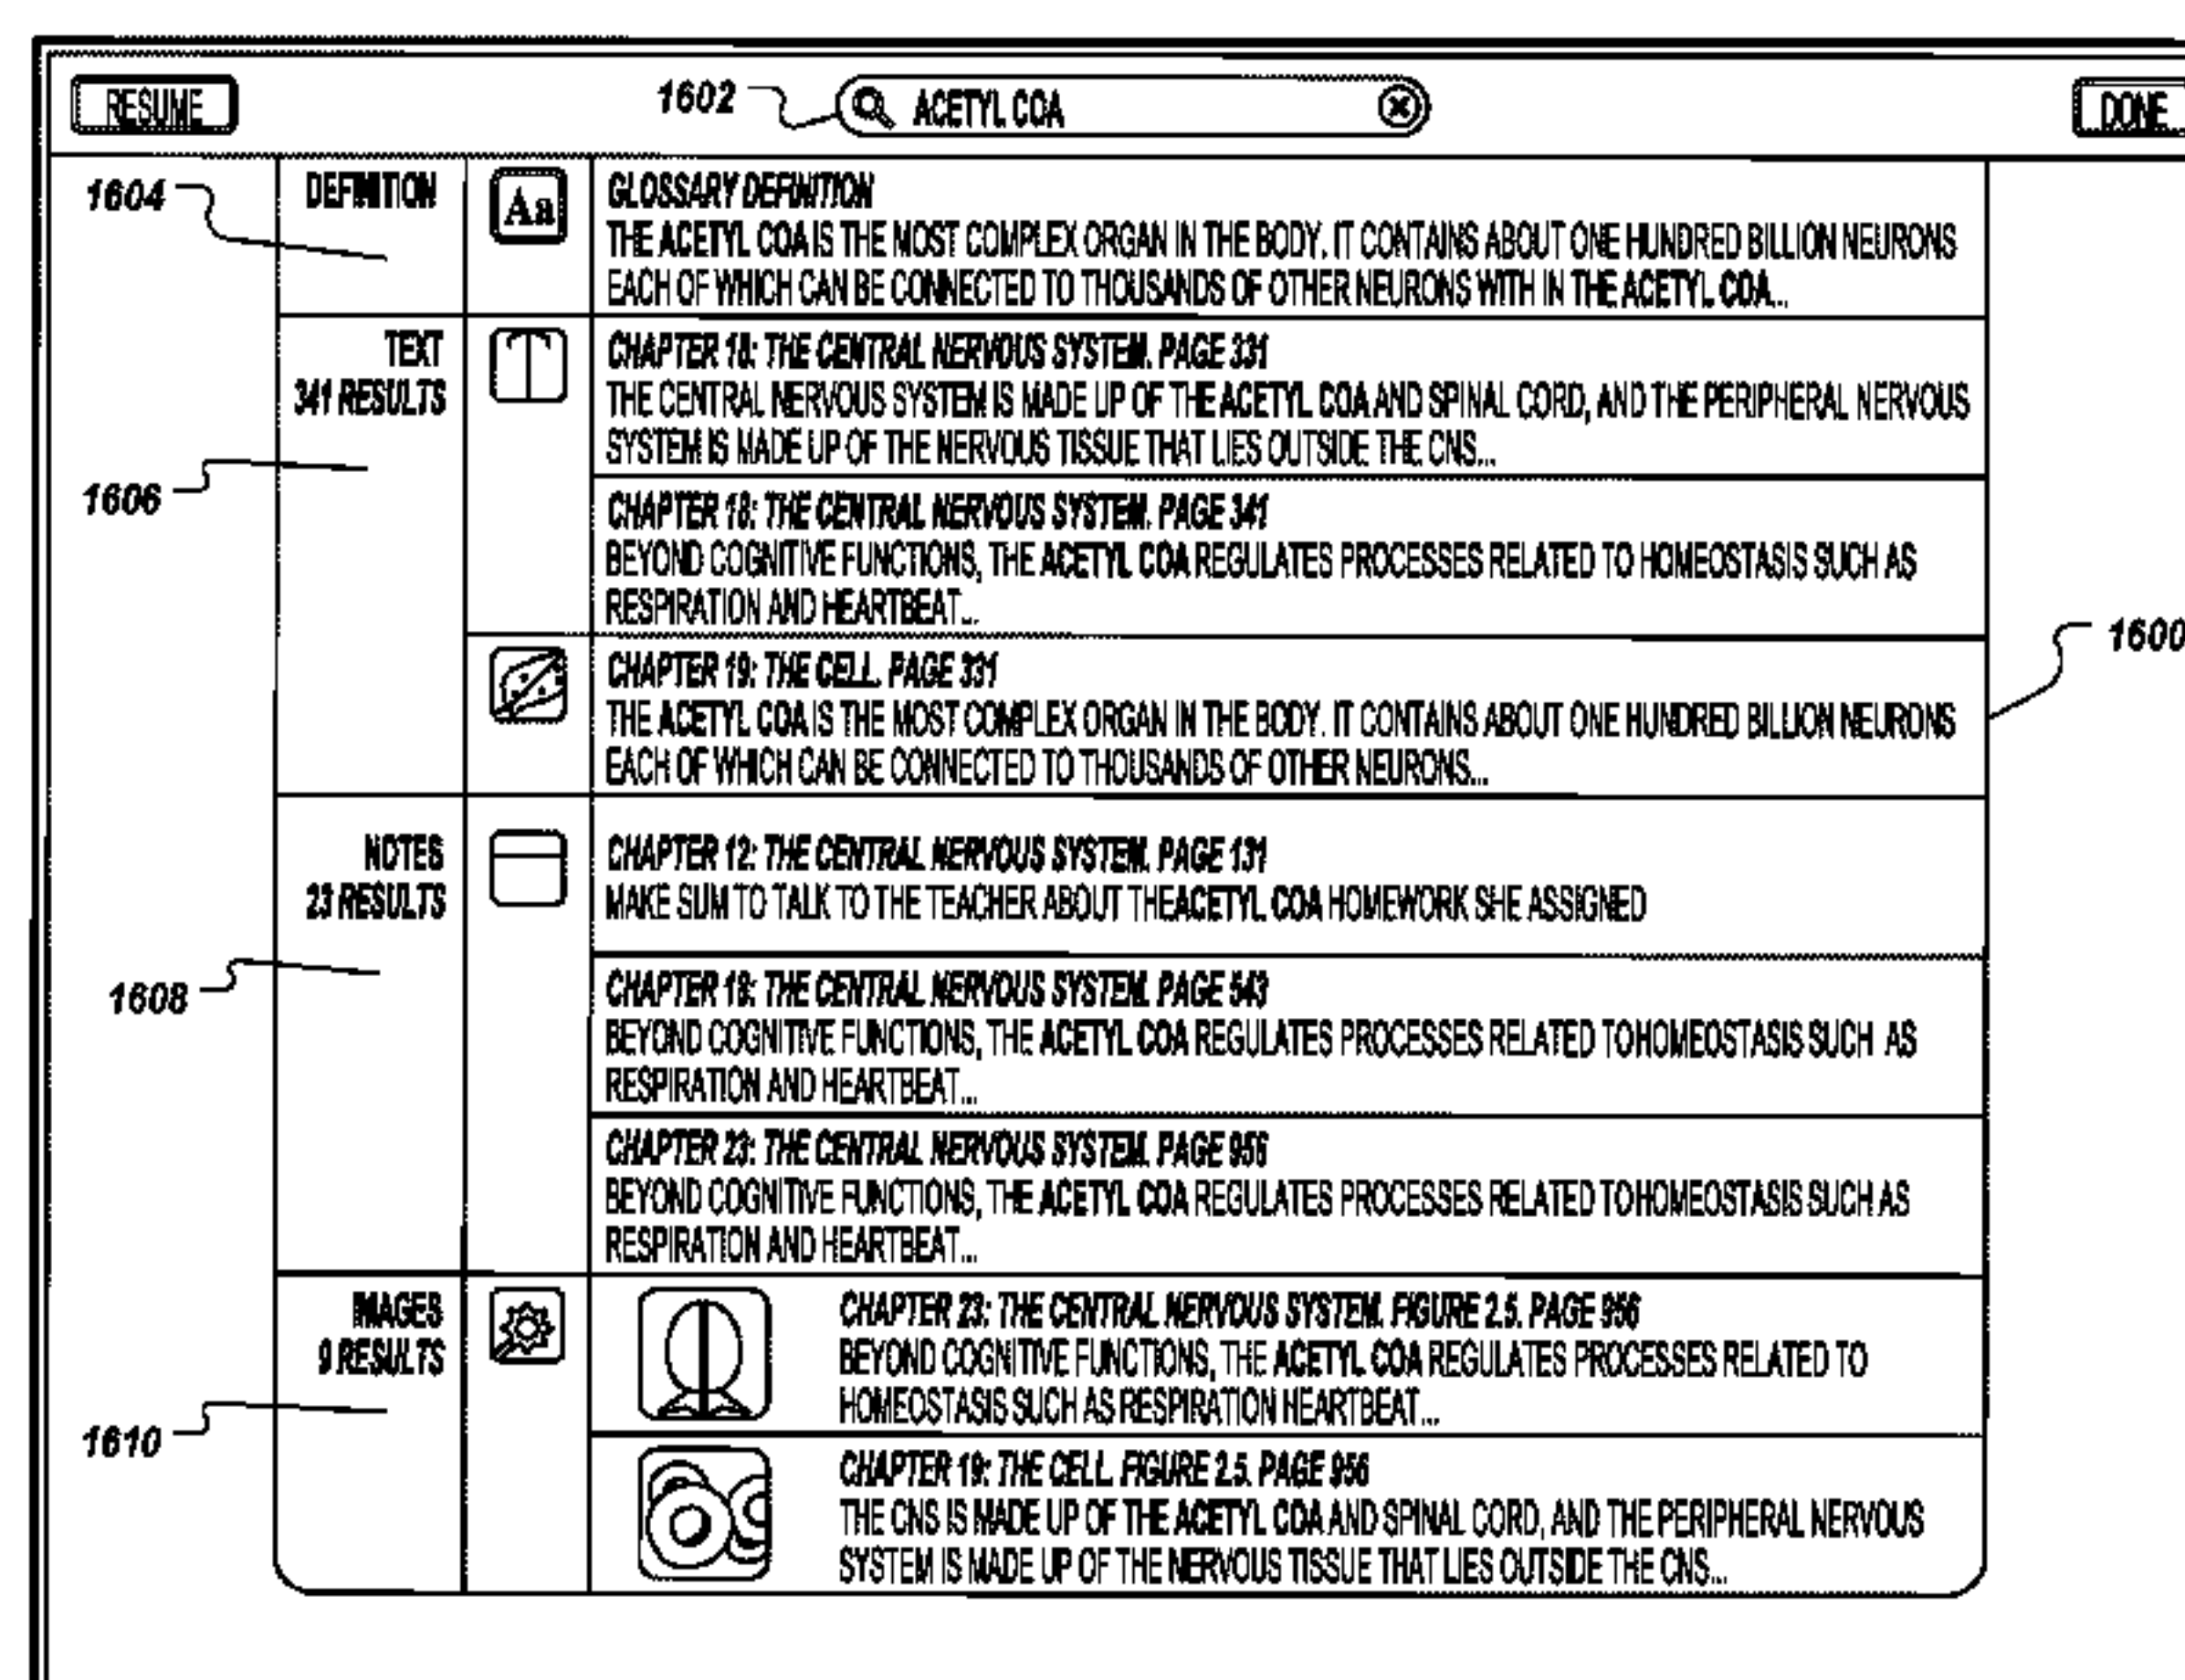 RESUME
1602
ACETYL COA
DONE
1604
DEFINITION
Aa
GLOSSARY DEFINITION
THE ACETYL COA IS THE MOST COMPLEX ORGAN IN THE BODY. IT CONTAINS ABOUT ONE HUNDRED BILLION NEURONS
EACH OF WHICH CAN BE CONNECTED TO THOUSANDS OF OTHER NEURONS WITH IN THE ACETYL COA...
TEXT
341 RESULTS
1606
CHAPTER 18: THE CENTRAL NERVOUS SYSTEM. PAGE 331
THE CENTRAL NERVOUS SYSTEM IS MADE UP OF THE ACETYL COA AND SPINAL CORD, AND THE PERIPHERAL NERVOUS
SYSTEM IS MADE UP OF THE NERVOUS TISSUE THAT LIES OUTSIDE THE CNS...
CHAPTER 18: THE CENTRAL NERVOUS SYSTEM. PAGE 341
BEYOND COGNITIVE FUNCTIONS, THE ACETYL COA REGULATES PROCESSES RELATED TO HOMEOSTASIS SUCH AS
RESPIRATION AND HEARTBEAT...
1600
CHAPTER 19: THE CELL. PAGE 331
THE ACETYL COA IS THE MOST COMPLEX ORGAN IN THE BODY. IT CONTAINS ABOUT ONE HUNDRED BILLION NEURONS
EACH OF WHICH CAN BE CONNECTED TO THOUSANDS OF OTHER NEURONS...
NOTES
23 RESULTS
1608
CHAPTER 12: THE CENTRAL NERVOUS SYSTEM. PAGE 131
MAKE SUM TO TALK TO THE TEACHER ABOUT THEACETYL COA HOMEWORK SHE ASSIGNED
CHAPTER 19: THE CENTRAL NERVOUS SYSTEM. PAGE 543
BEYOND COGNITIVE FUNCTIONS, THE ACETYL COA REGULATES PROCESSES RELATED TO HOMEOSTASIS SUCH AS
RESPIRATION AND HEARTBEAT...
CHAPTER 23: THE CENTRAL NERVOUS SYSTEM. PAGE 956
BEYOND COGNITIVE FUNCTIONS, THE ACETYL COA REGULATES PROCESSES RELATED TO HOMEOSTASIS SUCH AS
RESPIRATION AND HEARTBEAT...
IMAGES
9 RESULTS
1610
CHAPTER 23: THE CENTRAL NERVOUS SYSTEM. FIGURE 2.5. PAGE 956
BEYOND COGNITIVE FUNCTIONS, THE ACETYL COA REGULATES PROCESSES RELATED TO
HOMEOSTASIS SUCH AS RESPIRATION HEARTBEAT...
CHAPTER 19: THE CELL. FIGURE 2.5. PAGE 956
THE CNS IS MADE UP OF THE ACETYL COA AND SPINAL CORD, AND THE PERIPHERAL NERVOUS
SYSTEM IS MADE UP OF THE NERVOUS TISSUE THAT LIES OUTSIDE THE CNS...